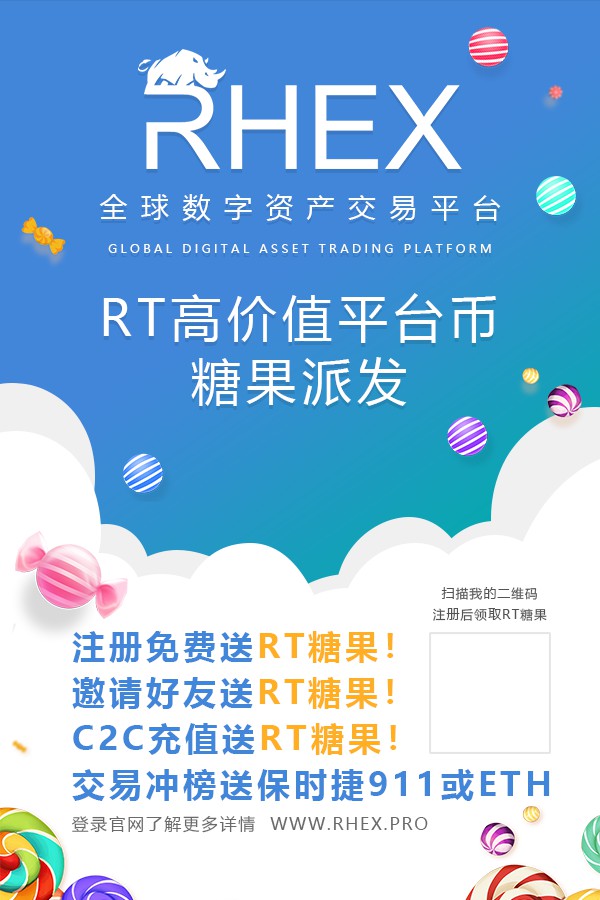 RHEX
全球数字资产交易平台
GLOBAL DIGITAL ASSET TRADING PLATFORM
RT高价值平台币
糖果派发
扫描我的二维码
注册后领取RT糖果
注册免费送RT糖果！
邀请好友送RT糖果！
C2C充值送RT糖果！
交易冲榜送保时捷911或ETH
登录官网了解更多详情 WWW.RHEX.PRO